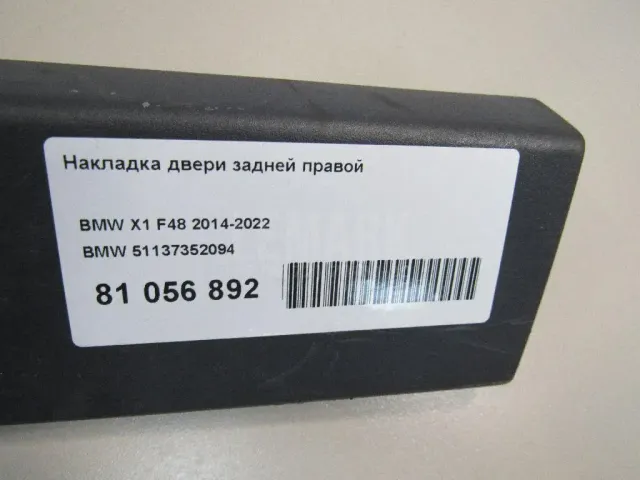 Накладка двери задней правой
BMW X1 F48 2014-2022
BMW 51137352094
81 056 892